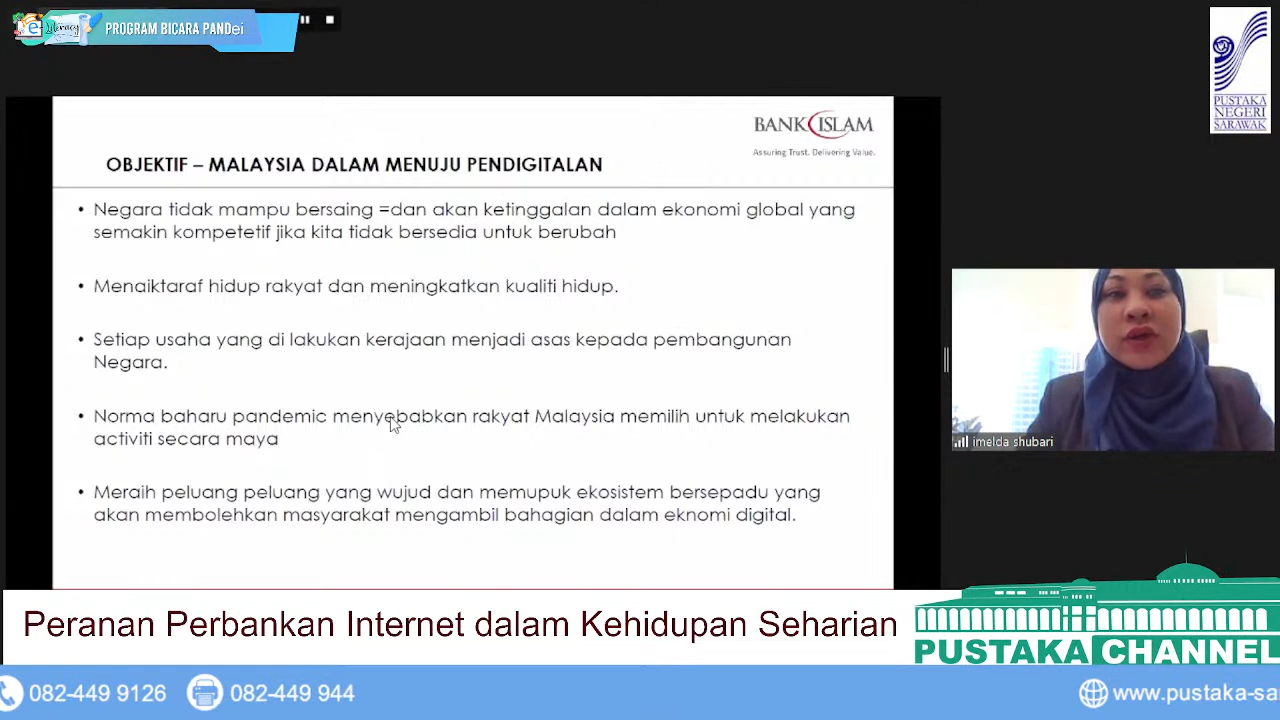 eLiteracy
PROGRAM BICARA PANDei
PUSTAKA
NEGERI
SARAWAK
BANK ISLAM
Assuring Trust. Delivering Value.
OBJEKTIF – MALAYSIA DALAM MENUJU PENDIGITALAN
• Negara tidak mampu bersaing =dan akan ketinggalan dalam ekonomi global yang
semakin kompetetif jika kita tidak bersedia untuk berubah
• Menaiktaraf hidup rakyat dan meningkatkan kualiti hidup.
• Setiap usaha yang di lakukan kerajaan menjadi asas kepada pembangunan
Negara.
• Norma baharu pandemic menyebabkan rakyat Malaysia memilih untuk melakukan
activiti secara maya
• Meraih peluang peluang yang wujud dan memupuk ekosistem bersepadu yang
akan membolehkan masyarakat mengambil bahagian dalam eknomi digital.
imelda shubari
Peranan Perbankan Internet dalam Kehidupan Seharian
PUSTAKA CHANNEL
082-449 9126
082-449 944
www.pustaka-sa